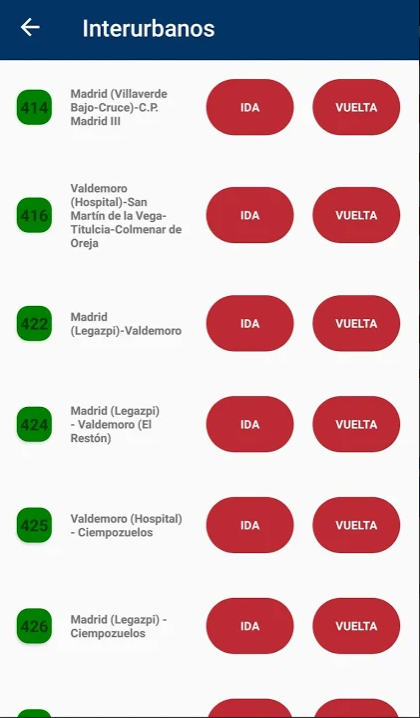 Interurbanos
414
Madrid (Villaverde
Bajo-Cruce)-C.P.
Madrid III
IDA
VUELTA
416
Valdemoro
(Hospital)-San
Martín de la Vega-
Titulcia-Colmenar de
Oreja
IDA
VUELTA
422
Madrid
(Legazpi)-Valdemoro
IDA
VUELTA
424
Madrid (Legazpi)
- Valdemoro (El
Restón)
IDA
VUELTA
425
Valdemoro (Hospital)
- Ciempozuelos
IDA
VUELTA
426
Madrid (Legazpi) -
Ciempozuelos
IDA
VUELTA